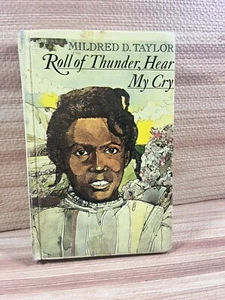 MILDRED D. TAYLOR
Roll of Thunder, Hear
My Cry